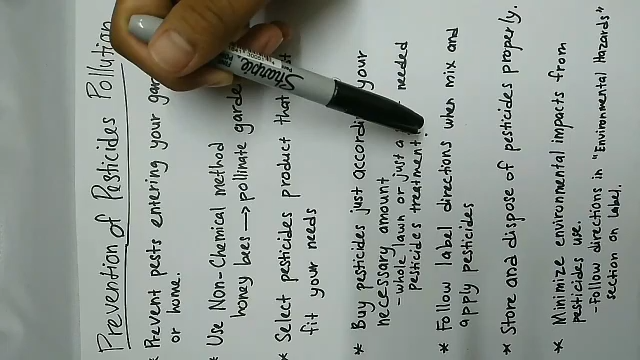 Prevention of Pesticides Pollution
* Prevent pests entering your
or home.
* Use Non-Chemical method
honey bees → pollinate
* Select pesticides product that
fit your needs
* Buy pesticides just your
necessary amount
- whole lawn or just a needed
pesticides treatment.
* Follow label directions when mix and
apply pesticides
* Store and dispose of pesticides properly.
* Minimize environmental impacts from
pesticides use.
- Follow directions in "Environmental Hazards"
section on label.
Sharpie